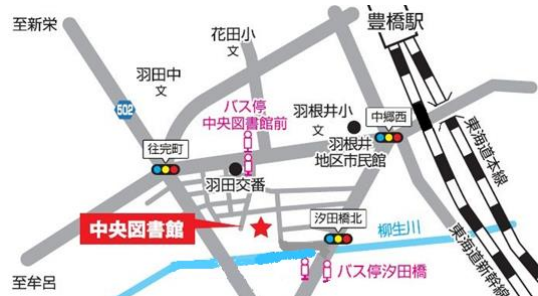 至新栄
花田小
文
豊橋駅
羽田中
文
502
バス停
中央図書館前
羽根井小
文
中郷西
往完町
羽根井
地区市民館
羽田交番
東海道本線
中央図書館
汐田橋北
柳生川
東海道新幹線
至牟呂
バス停汐田橋